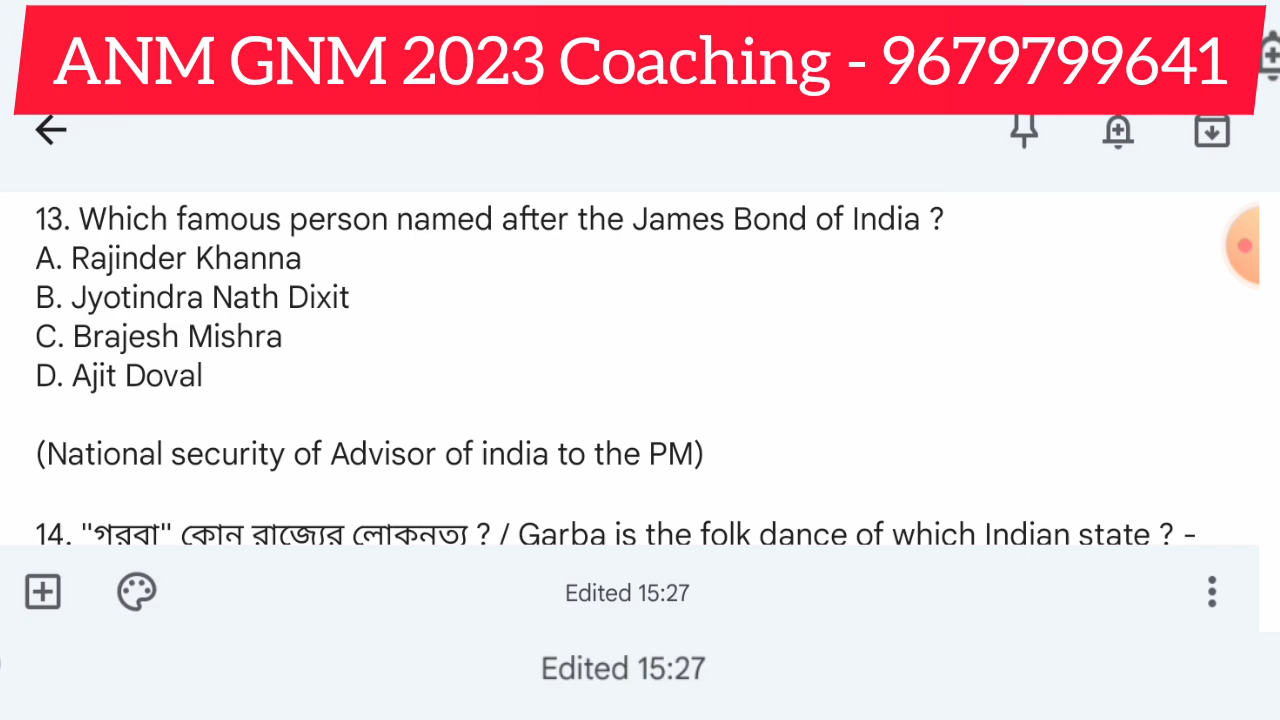 ANM GNM 2023 Coaching - 9679799641
13. Which famous person named after the James Bond of India ?
A. Rajinder Khanna
B. Jyotindra Nath Dixit
C. Brajesh Mishra
D. Ajit Doval
(National security of Advisor of india to the PM)
14. "গরবা" কোন রাজ্যের লোকনৃত্য ? / Garba is the folk dance of which Indian state ? -
Edited 15:27
Edited 15:27